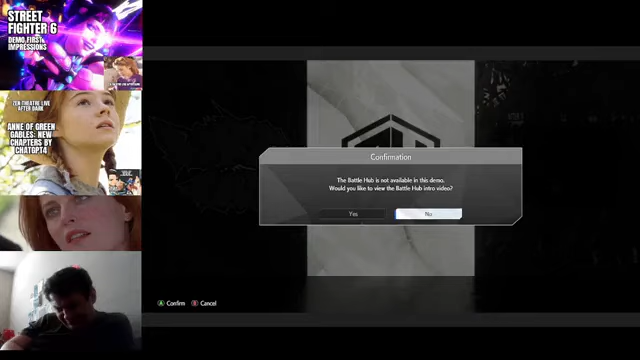 STREET
FIGHTER 6
DEMO FIRST
IMPRESSIONS
ZEN-THEATRE LIVE
AFTER DARK
ANNE OF GREEN
GABLES: NEW
CHAPTERS BY
CHATGPT4
Confirmation
The Battle Hub is not available in this demo.
Would you like to view the Battle Hub intro video?
Yes
No
A Confirm
B Cancel